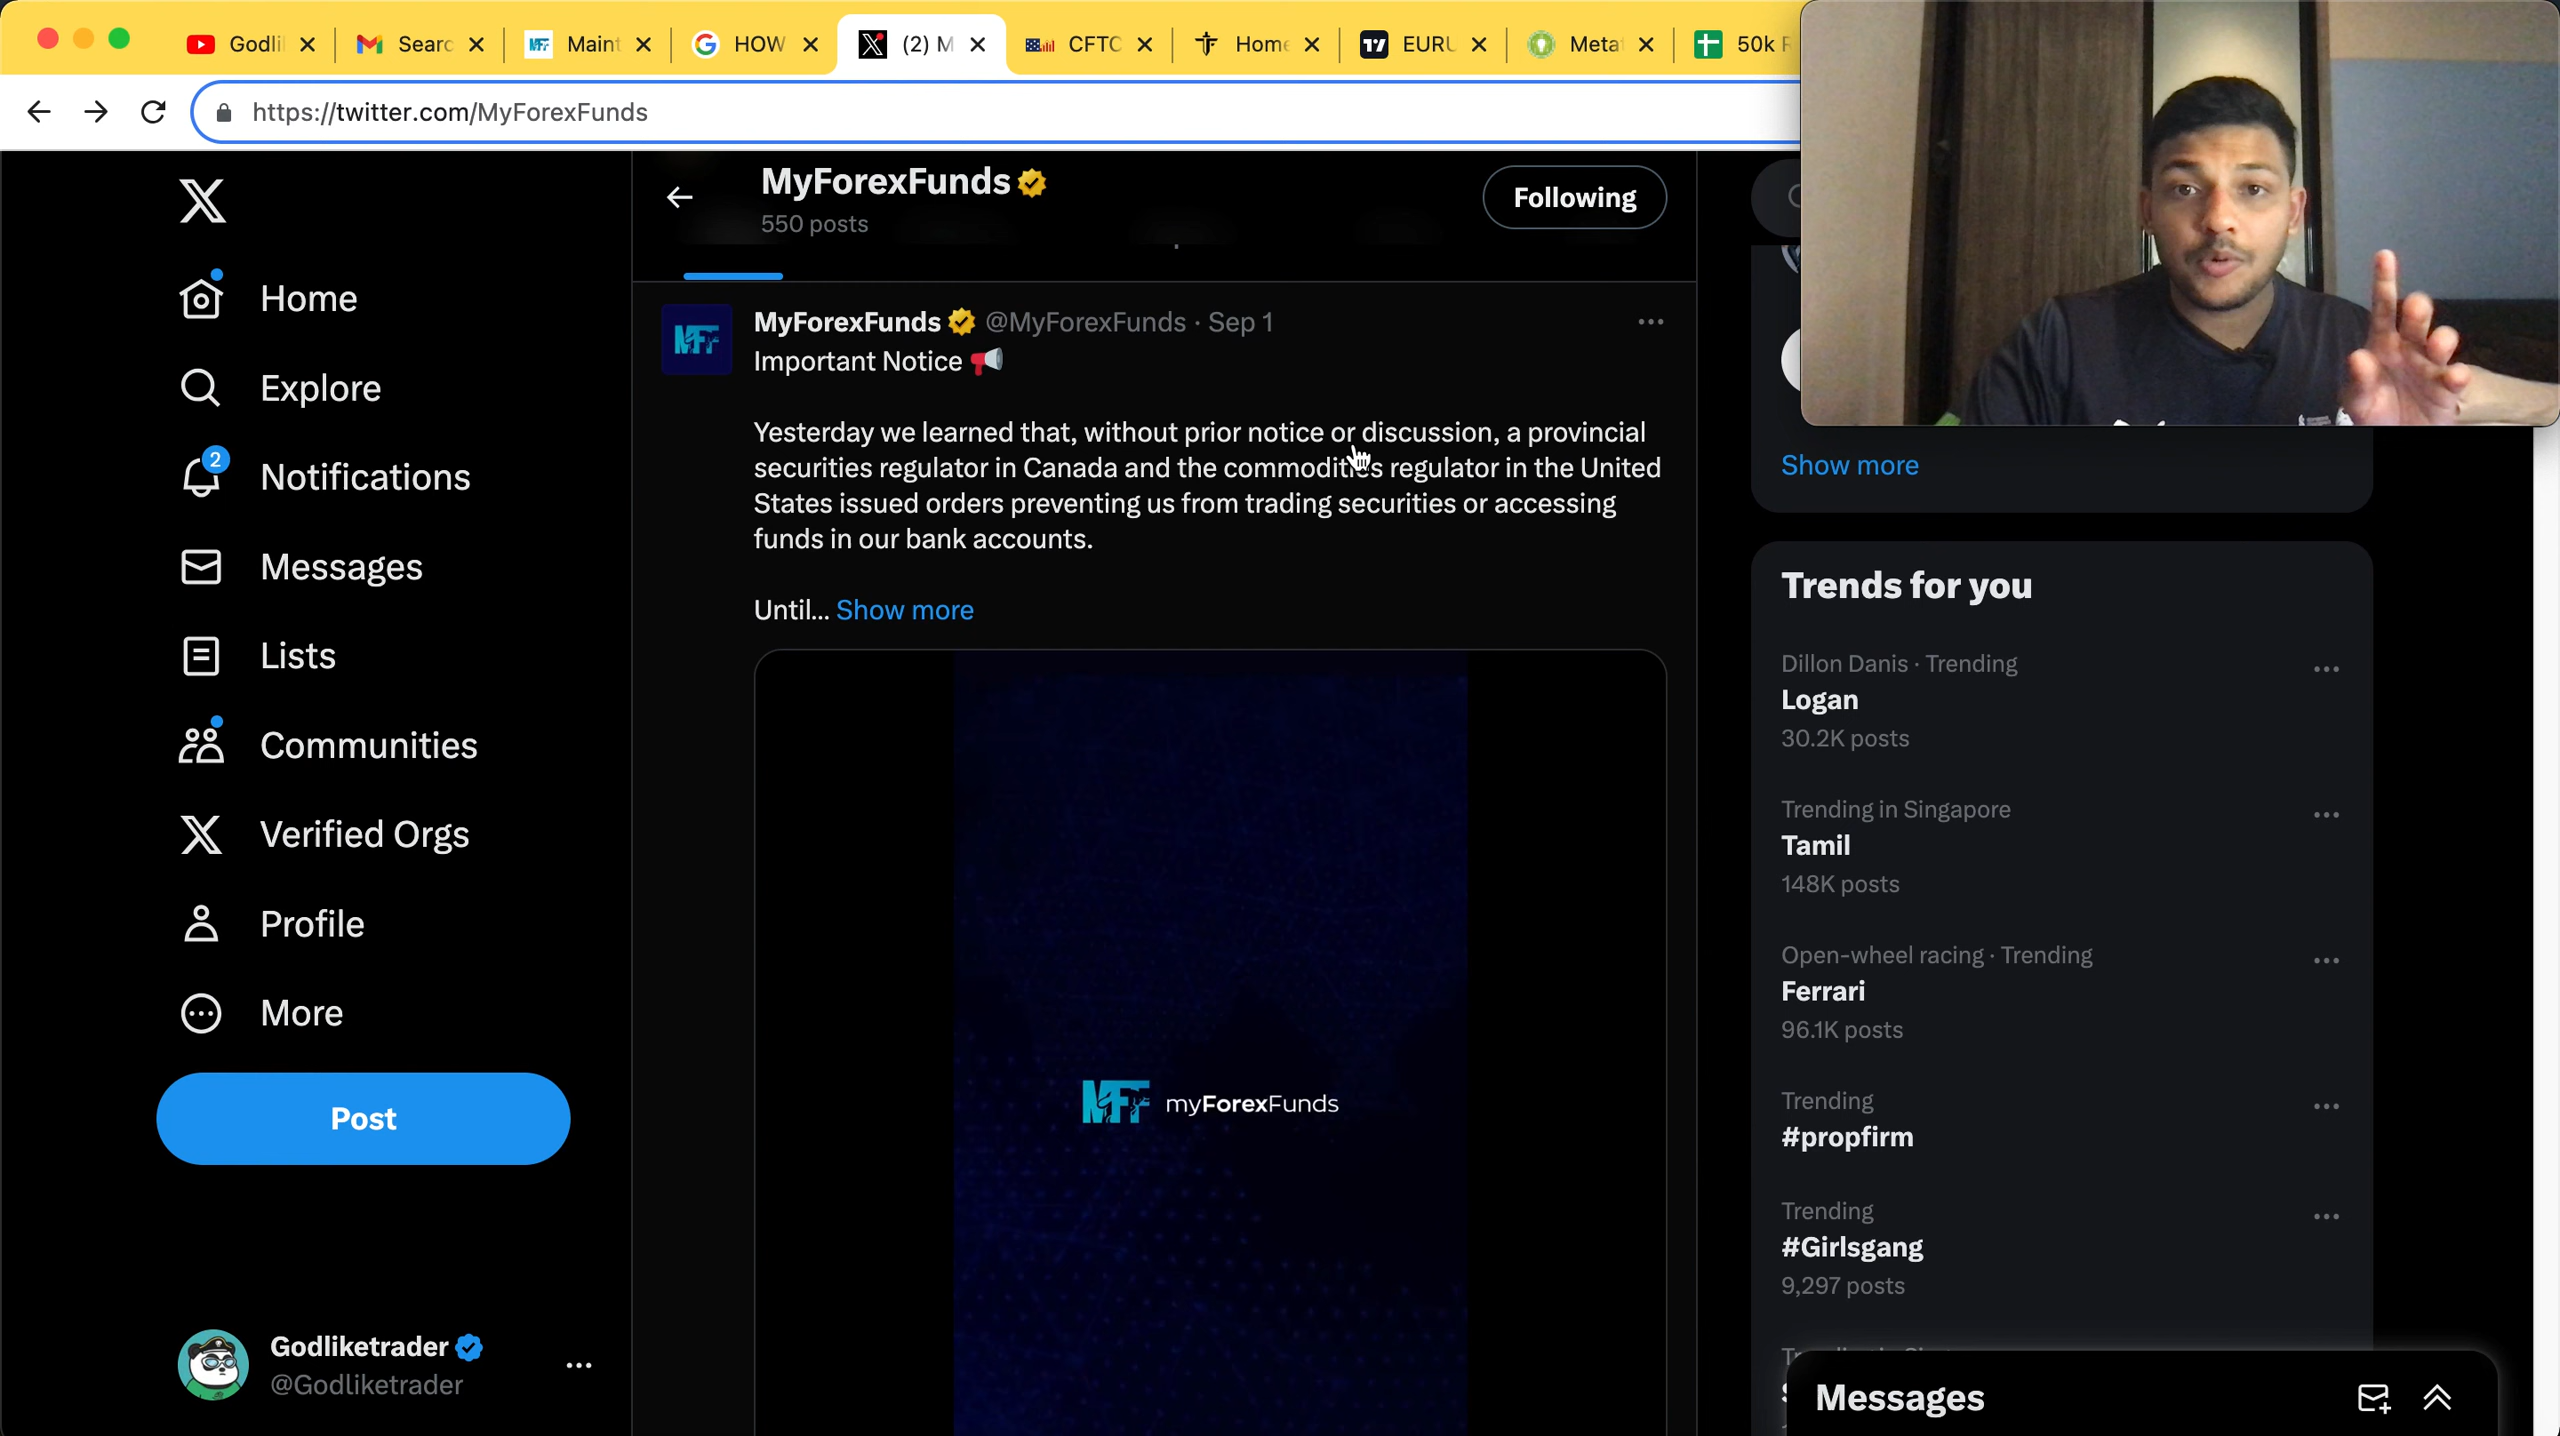 Godli
Searc
Maint
HOW
(2) M
CFTC
Home
EURU
Meta
50k
https://twitter.com/MyForexFunds
MyForexFunds
550 posts
Following
Home
Explore
2
Notifications
Messages
Lists
Communities
Verified Orgs
Profile
More
Post
Godliketrader
@Godliketrader
MFF
MyForexFunds @MyForexFunds · Sep 1
Important Notice
Yesterday we learned that, without prior notice or discussion, a provincial
securities regulator in Canada and the commodities regulator in the United
States issued orders preventing us from trading securities or accessing
funds in our bank accounts.
Until... Show more
MFF myForexFunds
Show more
Trends for you
Dillon Danis · Trending
Logan
30.2K posts
Trending in Singapore
Tamil
148K posts
Open-wheel racing · Trending
Ferrari
96.1K posts
Trending
#propfirm
Trending
#Girlsgang
9,297 posts
Messages